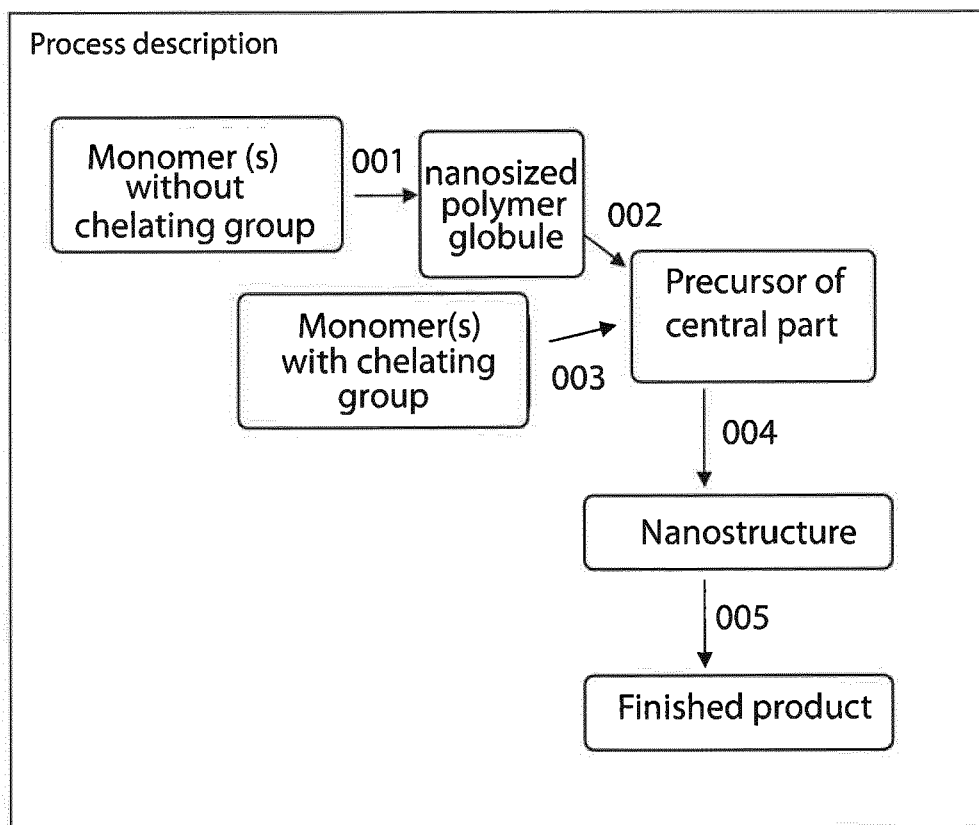 Process description
Monomer (s)
without
chelating group
001
nanosized
polymer
globule
002
Monomer(s)
with chelating
group
003
Precursor of
central part
004
Nanostructure
005
Finished product